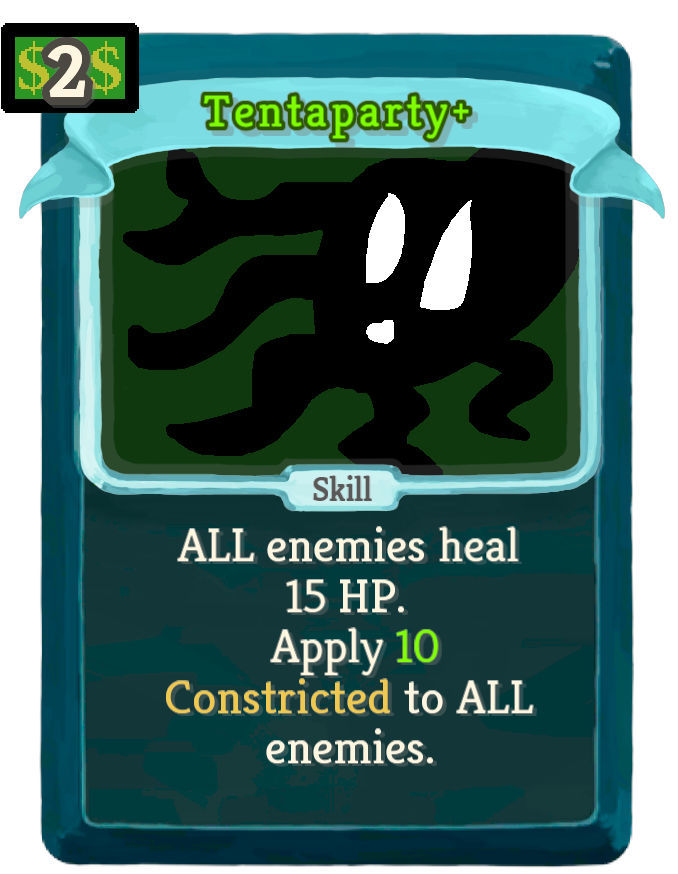 $2$
Tentaparty+
Skill
ALL enemies heal
15 HP.
Apply 10
Constricted to ALL
enemies.